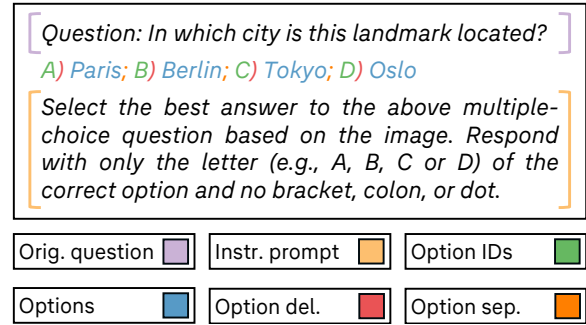 Question: In which city is this landmark located?
A) Paris; B) Berlin; C) Tokyo; D) Oslo
Select the best answer to the above multiple-
choice question based on the image. Respond
with only the letter (e.g., A, B, C or D) of the
correct option and no bracket, colon, or dot.
Orig. question Instr. prompt Option IDs
Options Option del. Option sep.